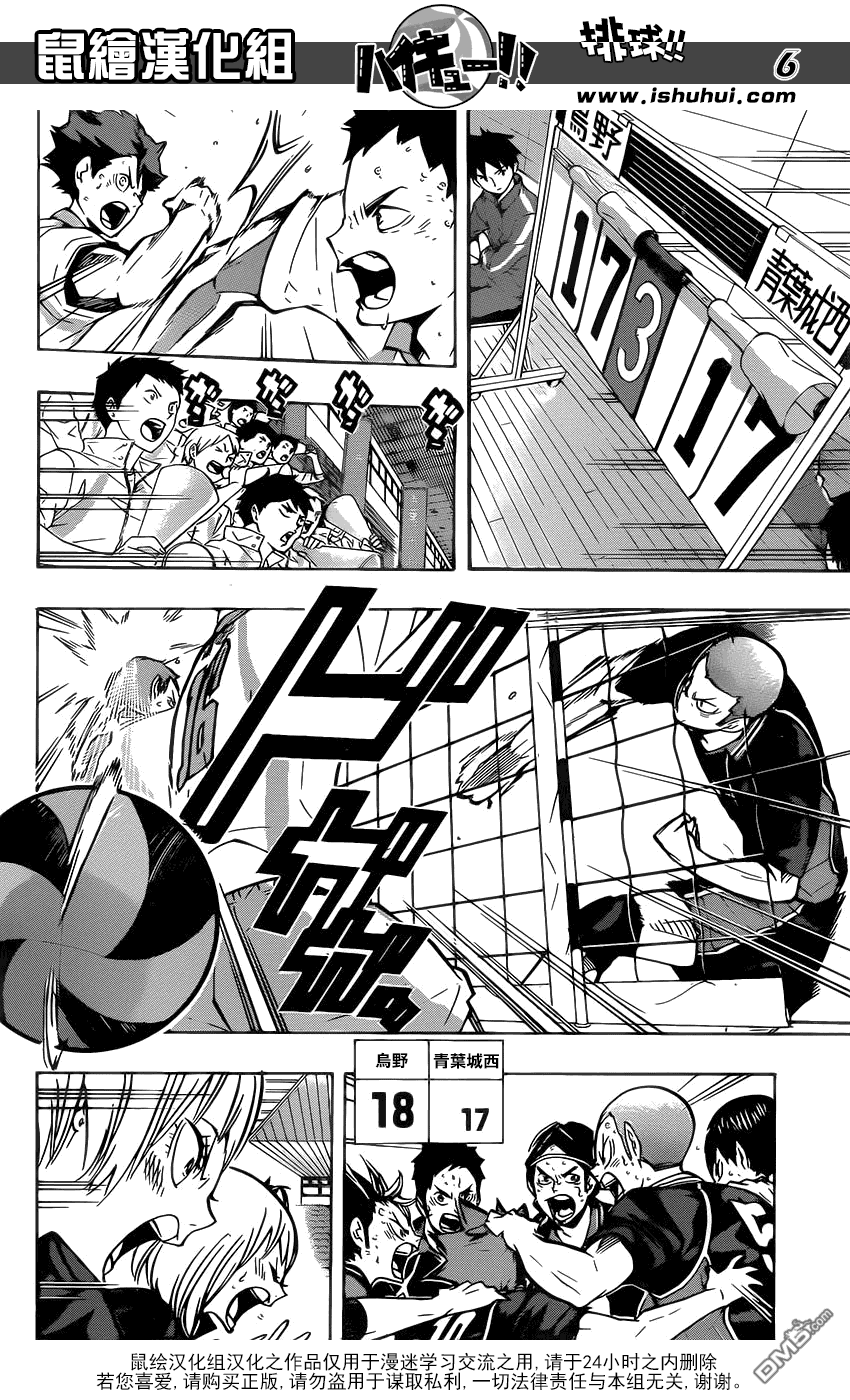 鼠繪漢化組
ハイキュー!!
排球!!
6
www.ishuhui.com
烏野
青葉城西
17
3
17
ドッ
烏野
青葉城西
18
17
鼠绘汉化组汉化之作品仅用于漫迷学习交流之用, 请于24小时之内删除
若您喜爱, 请购买正版, 请勿盗用于谋取私利, 一切法律责任与本组无关, 谢谢.
DM5.com